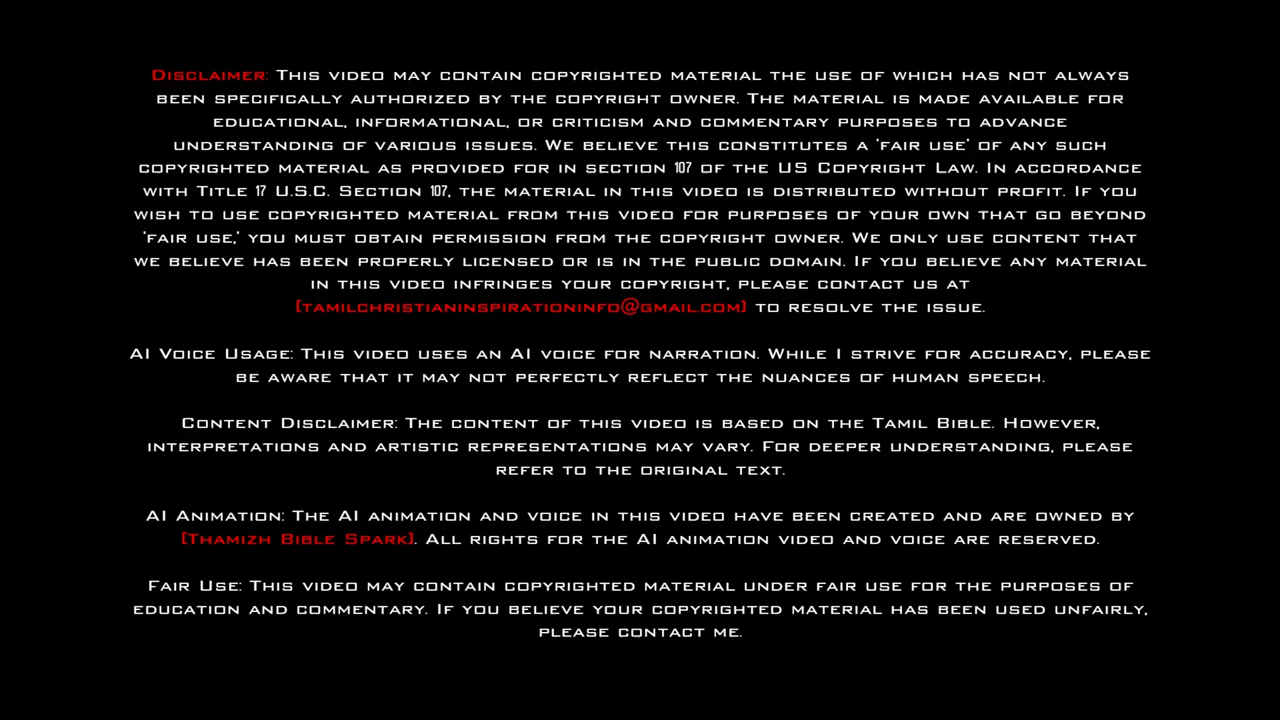 Disclaimer: This video may contain copyrighted material the use of which has not always
been specifically authorized by the copyright owner. The material is made available for
educational, informational, or criticism and commentary purposes to advance
understanding of various issues. We believe this constitutes a 'fair use' of any such
copyrighted material as provided for in section 107 of the US Copyright Law. In accordance
with Title 17 U.S.C. Section 107, the material in this video is distributed without profit. If you
wish to use copyrighted material from this video for purposes of your own that go beyond
'fair use,' you must obtain permission from the copyright owner. We only use content that
we believe has been properly licensed or is in the public domain. If you believe any material
in this video infringes your copyright, please contact us at
[tamilchristianinspirationinfo@gmail.com] to resolve the issue.
AI Voice Usage: This video uses an AI voice for narration. While I strive for accuracy, please
be aware that it may not perfectly reflect the nuances of human speech.
Content Disclaimer: The content of this video is based on the Tamil Bible. However,
interpretations and artistic representations may vary. For deeper understanding, please
refer to the original text.
AI Animation: The AI animation and voice in this video have been created and are owned by
[Thamizh Bible Spark]. All rights for the AI animation video and voice are reserved.
Fair Use: This video may contain copyrighted material under fair use for the purposes of
education and commentary. If you believe your copyrighted material has been used unfairly,
please contact me.